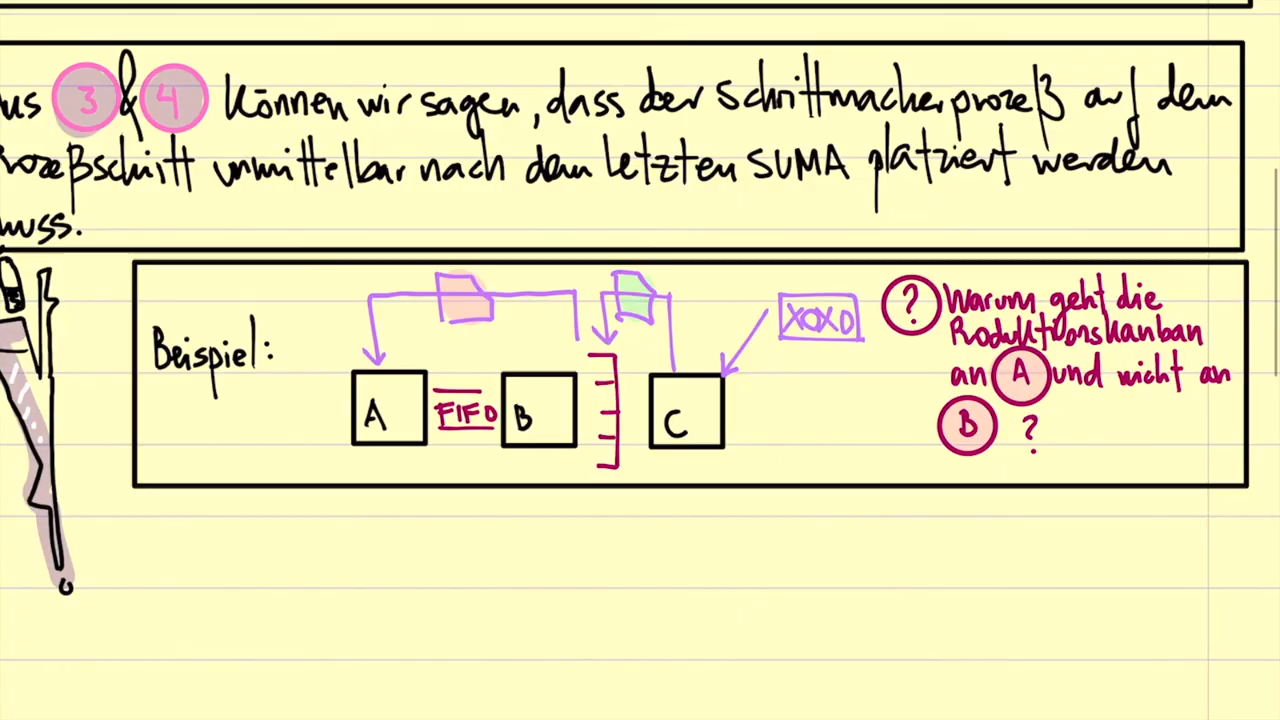 us 3 & 4 können wir sagen, dass der Schrittmacherprozeß auf dem
rozeßschritt unmittelbar nach dem letzten SUMA platziert werden
muss.
Beispiel:
A FIFO B C
XOXO
? Warum geht die
Produktionskanban
an A und nicht an
B ?